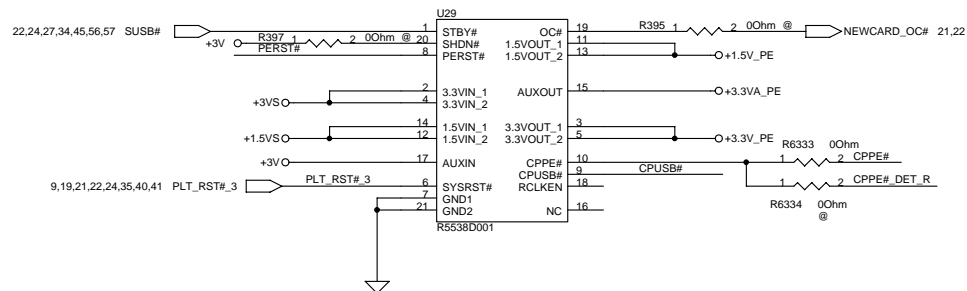 U29
22,24,27,34,45,56,57 SUSB#
1 STBY#
+3V R397 1 2 0Ohm @
20 SHDN#
PERST# 8 PERST#
+3VS 2 3.3VIN_1
4 3.3VIN_2
+1.5VS 14 1.5VIN_1
12 1.5VIN_2
+3V 17 AUXIN
9,19,21,22,24,35,40,41 PLT_RST#_3 PLT_RST#_3 6 SYSRST#
7 GND1
21 GND2
R5538D001
OC# 19 R395 1 2 0Ohm @ NEWCARD_OC# 21,22
1.5VOUT_1 11
1.5VOUT_2 13 +1.5V_PE
AUXOUT 15 +3.3VA_PE
3.3VOUT_1 3
3.3VOUT_2 5 +3.3V_PE
R6333 0Ohm
CPPE# 10 1 2 CPPE#
CPUSB# 9 CPUSB#
RCLKEN 18 1 2 CPPE#_DET_R
R6334 0Ohm
@
NC 16